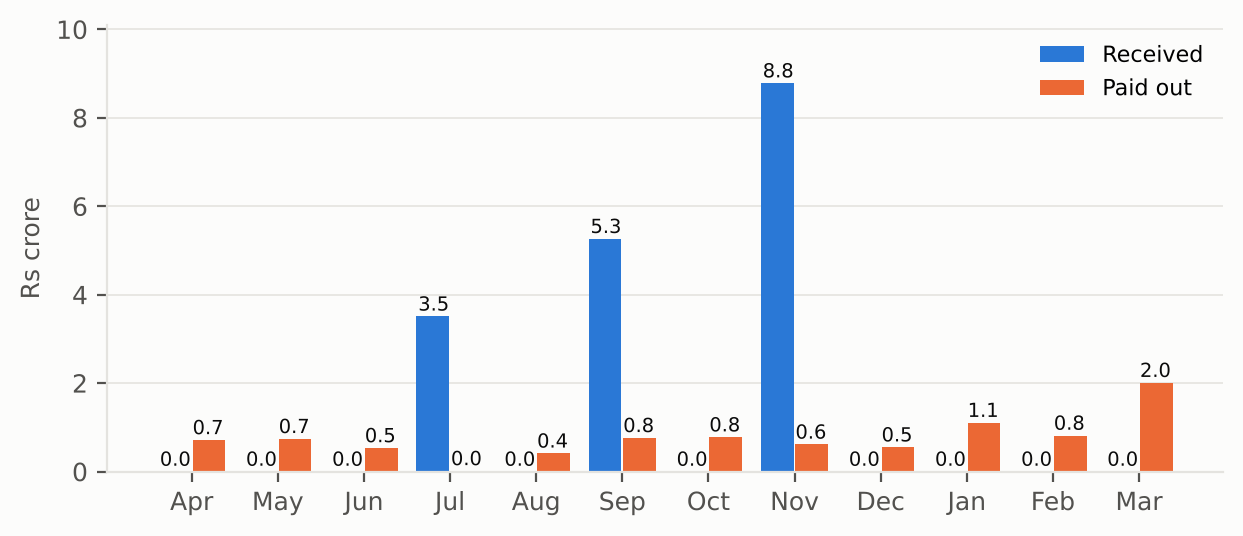 Rs crore
10
8
6
4
2
0
Received
Paid out
0.0 0.7 0.0 0.7 0.0 0.5 3.5 0.0 0.0 0.4 5.3 0.8 0.0 0.8 8.8 0.6 0.0 0.5 0.0 1.1 0.0 0.8 0.0 2.0
Apr May Jun Jul Aug Sep Oct Nov Dec Jan Feb Mar